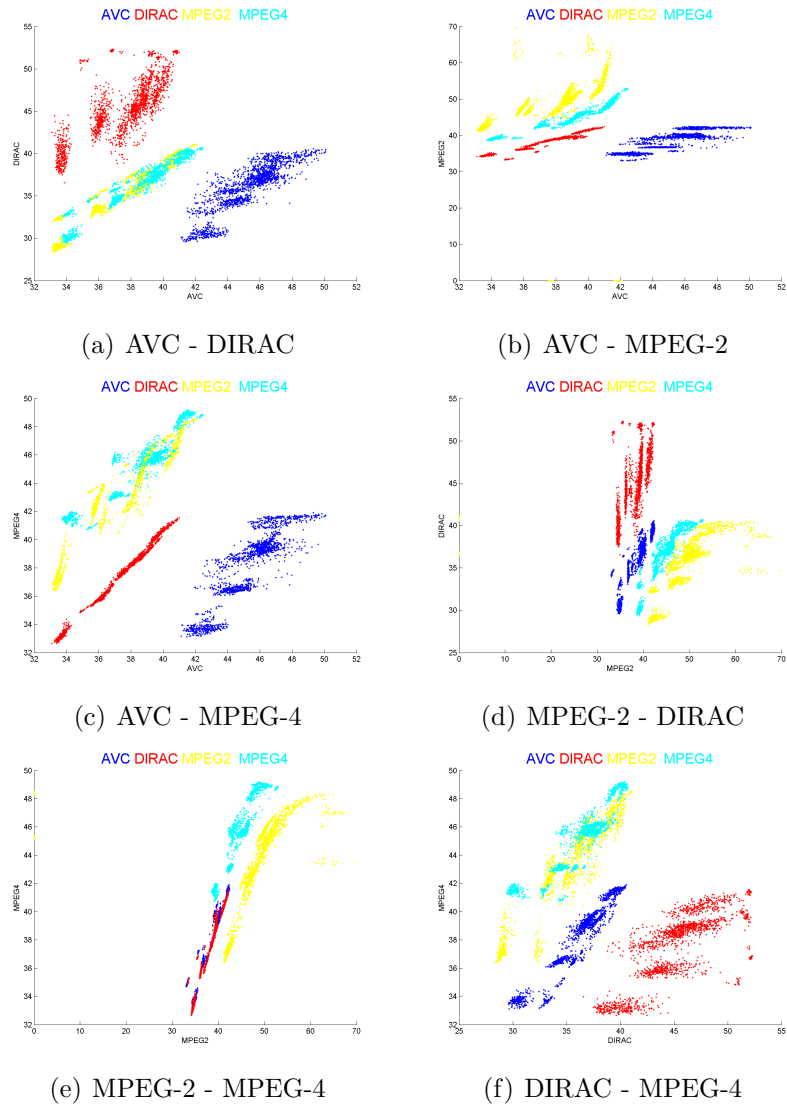 AVC DIRAC MPEG2 MPEG4
55
50
45
40
35
30
25
DIRAC
32 34 36 38 40 42 44 46 48 50 52
AVC
(a) AVC - DIRAC
AVC DIRAC MPEG2 MPEG4
70
60
50
40
30
20
10
0
MPEG2
32 34 36 38 40 42 44 46 48 50 52
AVC
(b) AVC - MPEG-2
AVC DIRAC MPEG2 MPEG4
50
48
46
44
42
40
38
36
34
32
MPEG4
32 34 36 38 40 42 44 46 48 50 52
AVC
(c) AVC - MPEG-4
AVC DIRAC MPEG2 MPEG4
55
50
45
40
35
30
25
DIRAC
0 10 20 30 40 50 60 70
MPEG2
(d) MPEG-2 - DIRAC
AVC DIRAC MPEG2 MPEG4
50
48
46
44
42
40
38
36
34
32
MPEG4
0 10 20 30 40 50 60 70
MPEG2
(e) MPEG-2 - MPEG-4
AVC DIRAC MPEG2 MPEG4
50
48
46
44
42
40
38
36
34
32
MPEG4
25 30 35 40 45 50 55
DIRAC
(f) DIRAC - MPEG-4